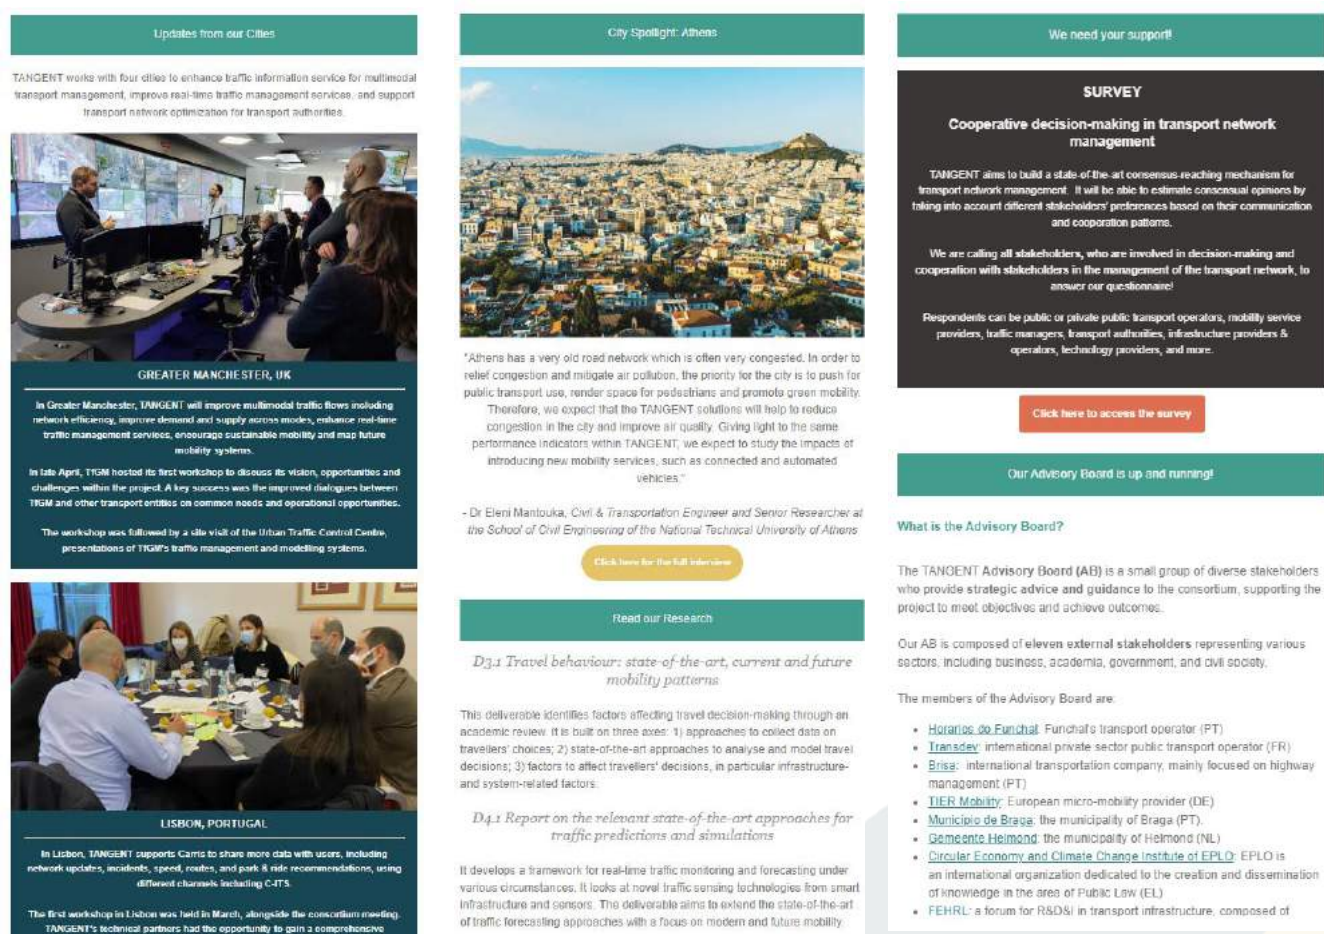 Updates from our Cities
TANGENT works with four cities to enhance traffic information service for multimodal
transport management, improve real-time traffic management services, and support
transport network optimization for transport authorities.
GREATER MANCHESTER, UK
In Greater Manchester, TANGENT will improve multimodal traffic flows including
network efficiency, improve demand and supply across modes, enhance real-time
traffic management services, encourage sustainable mobility and map future
mobility systems.
In late April, TfGM hosted its first workshop to discuss its vision, opportunities and
challenges within the project. A key success was the improved dialogues between
TfGM and other transport entities on common needs and operational opportunities.
The workshop was followed by a site visit of the Urban Traffic Control Centre,
presentations of TfGM's traffic management and modelling systems.
LISBON, PORTUGAL
In Lisbon, TANGENT supports Carris to share more data with users, including
network updates, incidents, speed, routes, and park & ride recommendations, using
different channels including C-ITS.
The first workshop in Lisbon was held in March, alongside the consortium meeting.
TANGENT's technical partners had the opportunity to gain a comprehensive
City Spotlight: Athens
"Athens has a very old road network which is often very congested. In order to
relief congestion and mitigate air pollution, the priority for the city is to push for
public transport use, render space for pedestrians and promote green mobility.
Therefore, we expect that the TANGENT solutions will help to reduce
congestion in the city and improve air quality. Giving light to the same
performance indicators within TANGENT, we expect to study the impacts of
introducing new mobility services, such as connected and automated
vehicles."
- Dr Eleni Mantouka, Civil & Transportation Engineer and Senior Researcher at
the School of Civil Engineering of the National Technical University of Athens
Click here for the full interview
Read our Research
D3.1 Travel behaviour: state-of-the-art, current and future
mobility patterns
This deliverable identifies factors affecting travel decision-making through an
academic review. It is built on three axes: 1) approaches to collect data on
travellers' choices; 2) state-of-the-art approaches to analyse and model travel
decisions; 3) factors to affect travellers' decisions, in particular infrastructure-
and system-related factors.
D4.1 Report on the relevant state-of-the-art approaches for
traffic predictions and simulations
It develops a framework for real-time traffic monitoring and forecasting under
various circumstances. It looks at novel traffic sensing technologies from smart
infrastructure and sensors. The deliverable aims to extend the state-of-the-art
of traffic forecasting approaches with a focus on modern and future mobility.
We need your support!
SURVEY
Cooperative decision-making in transport network
management
TANGENT aims to build a state-of-the-art consensus-reaching mechanism for
transport network management. It will be able to estimate consensual opinions by
taking into account different stakeholders' preferences based on their communication
and cooperation patterns.
We are calling all stakeholders, who are involved in decision-making and
cooperation with stakeholders in the management of the transport network, to
answer our questionnaire!
Respondents can be public or private public transport operators, mobility service
providers, traffic managers, transport authorities, infrastructure providers &
operators, technology providers, and more.
Click here to access the survey
Our Advisory Board is up and running!
What is the Advisory Board?
The TANGENT Advisory Board (AB) is a small group of diverse stakeholders
who provide strategic advice and guidance to the consortium, supporting the
project to meet objectives and achieve outcomes.
Our AB is composed of eleven external stakeholders representing various
sectors, including business, academia, government, and civil society.
The members of the Advisory Board are:
• Horarios do Funchal: Funchal's transport operator (PT)
• Transdev: international private sector public transport operator (FR)
• Brisa: international transportation company, mainly focused on highway
management (PT)
• TIER Mobility: European micro-mobility provider (DE)
• Municipio de Braga: the municipality of Braga (PT).
• Gemeente Helmond: the municipality of Helmond (NL)
• Circular Economy and Climate Change Institute of EPLO: EPLO is
an international organization dedicated to the creation and dissemination
of knowledge in the area of Public Law (EL)
• FEHRL: a forum for R&D&I in transport infrastructure, composed of